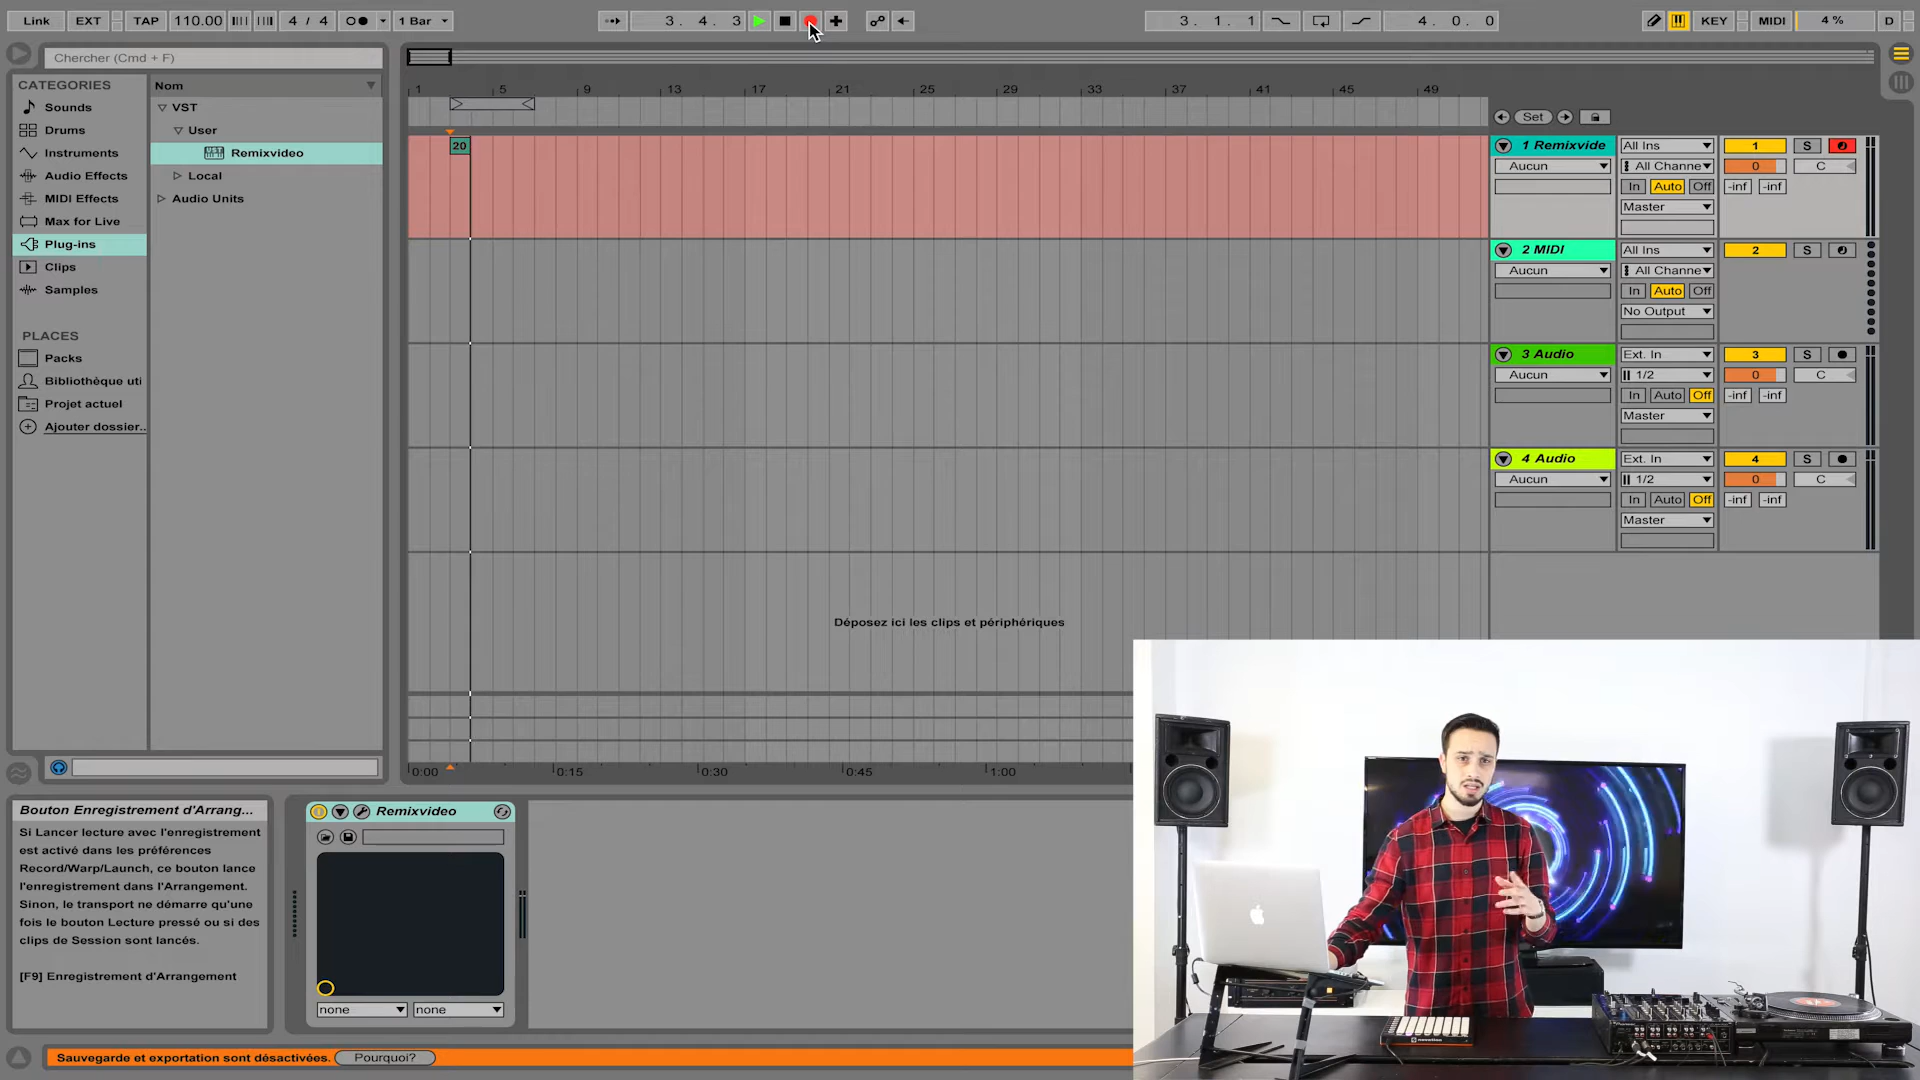 Link EXT TAP 110.00 4 / 4 1 Bar 3. 4. 3 3. 1. 1 4. 0. 0 KEY MIDI 4 % D
Chercher (Cmd + F)
CATEGORIES
Sounds
Drums
Instruments
Audio Effects
MIDI Effects
Max for Live
Plug-ins
Clips
Samples
PLACES
Packs
Bibliothèque uti
Projet actuel
Ajouter dossier...
Nom
VST
User
Remixvideo
Local
Audio Units
1 5 9 13 17 21 25 29 33 37 41 45 49
Set
20
1 Remixvide All Ins 1 S
Aucun All Channe 0 C
In Auto Off -inf -inf
Master
2 MIDI All Ins 2 S
Aucun All Channe
In Auto Off
No Output
3 Audio Ext. In 3 S
Aucun 1/2 0 C
In Auto Off -inf -inf
Master
4 Audio Ext. In 4 S
Aucun 1/2 0 C
In Auto Off -inf -inf
Master
Déposez ici les clips et périphériques
0:00 0:15 0:30 0:45 1:00
Bouton Enregistrement d'Arrang...
Si Lancer lecture avec l'enregistrement
est activé dans les préférences
Record/Warp/Launch, ce bouton lance
l'enregistrement dans l'Arrangement.
Sinon, le transport ne démarre qu'une
fois le bouton Lecture pressé ou si des
clips de Session sont lancés.
[F9] Enregistrement d'Arrangement
Remixvideo
none none
Sauvegarde et exportation sont désactivées. Pourquoi?
novation